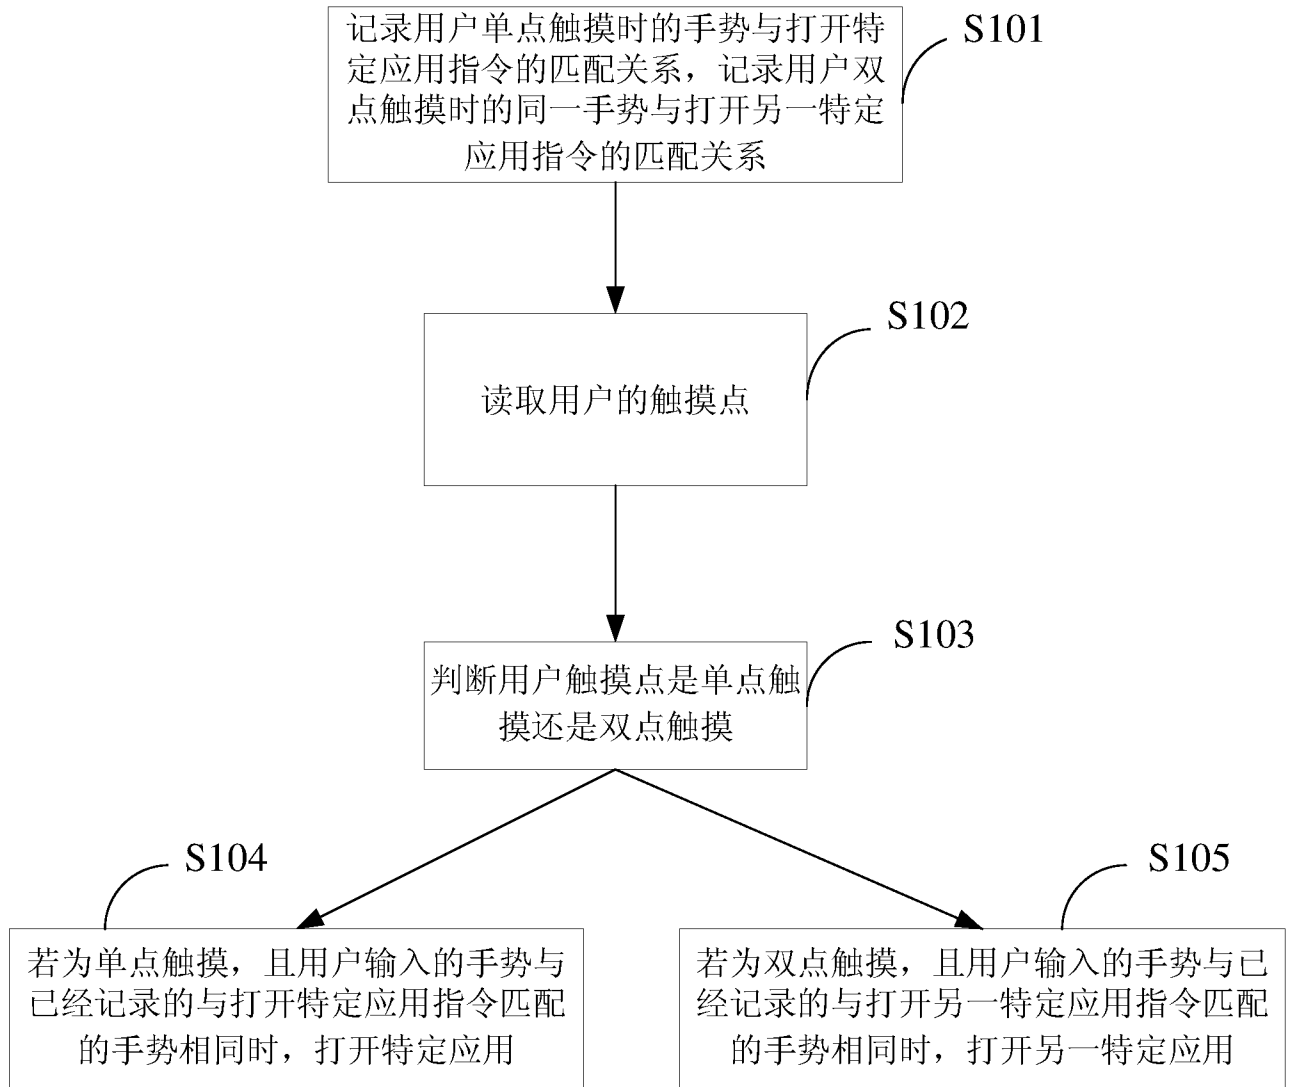 记录用户单点触摸时的手势与打开特
定应用指令的匹配关系，记录用户双
点触摸时的同一手势与打开另一特定
应用指令的匹配关系
S101
S102
读取用户的触摸点
S103
判断用户触摸点是单点触
摸还是双点触摸
S104
若为单点触摸，且用户输入的手势与
已经记录的与打开特定应用指令匹配
的手势相同时，打开特定应用
S105
若为双点触摸，且用户输入的手势与已
经记录的与打开另一特定应用指令匹配
的手势相同时，打开另一特定应用